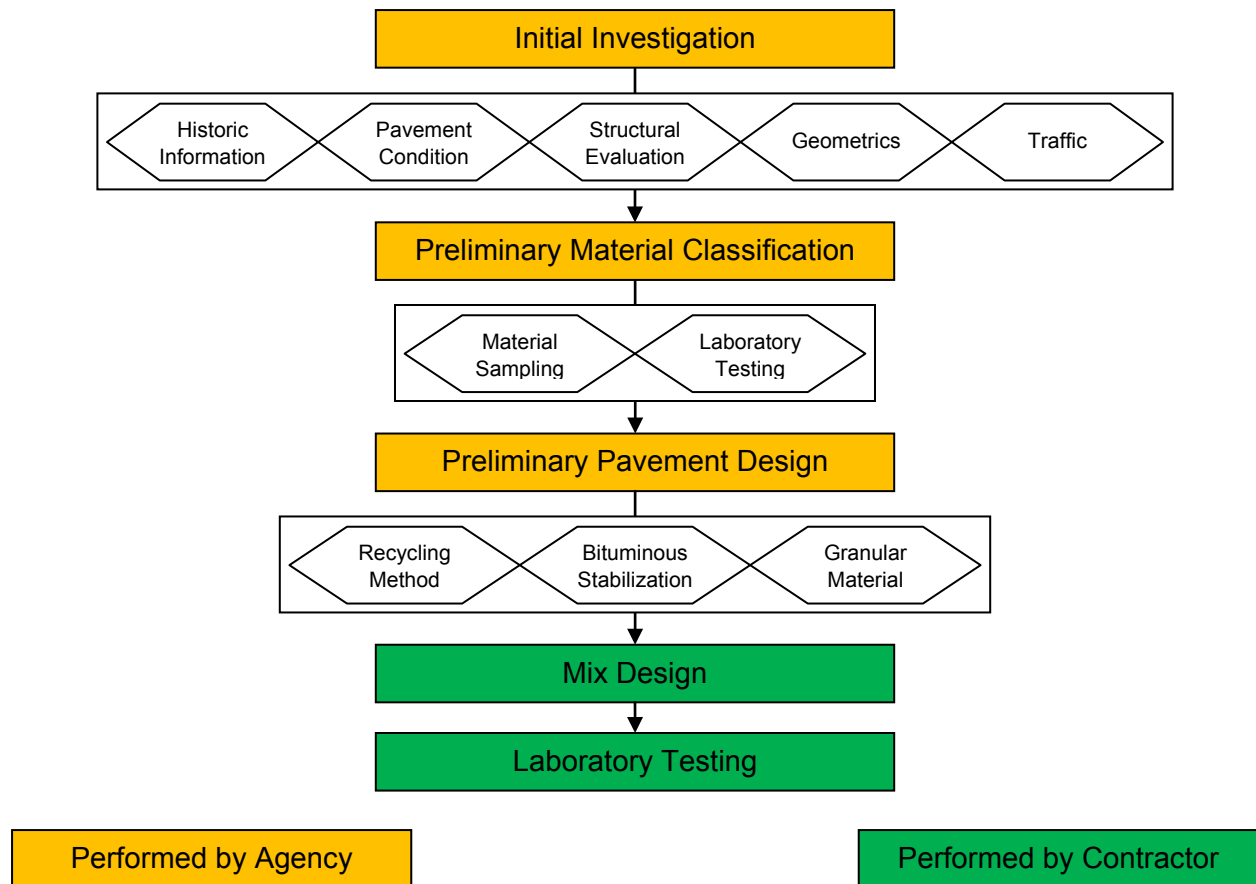 Initial Investigation
Historic
Information
Pavement
Condition
Structural
Evaluation
Geometrics
Traffic
Preliminary Material Classification
Material
Sampling
Laboratory
Testing
Preliminary Pavement Design
Recycling
Method
Bituminous
Stabilization
Granular
Material
Mix Design
Laboratory Testing
Performed by Agency
Performed by Contractor